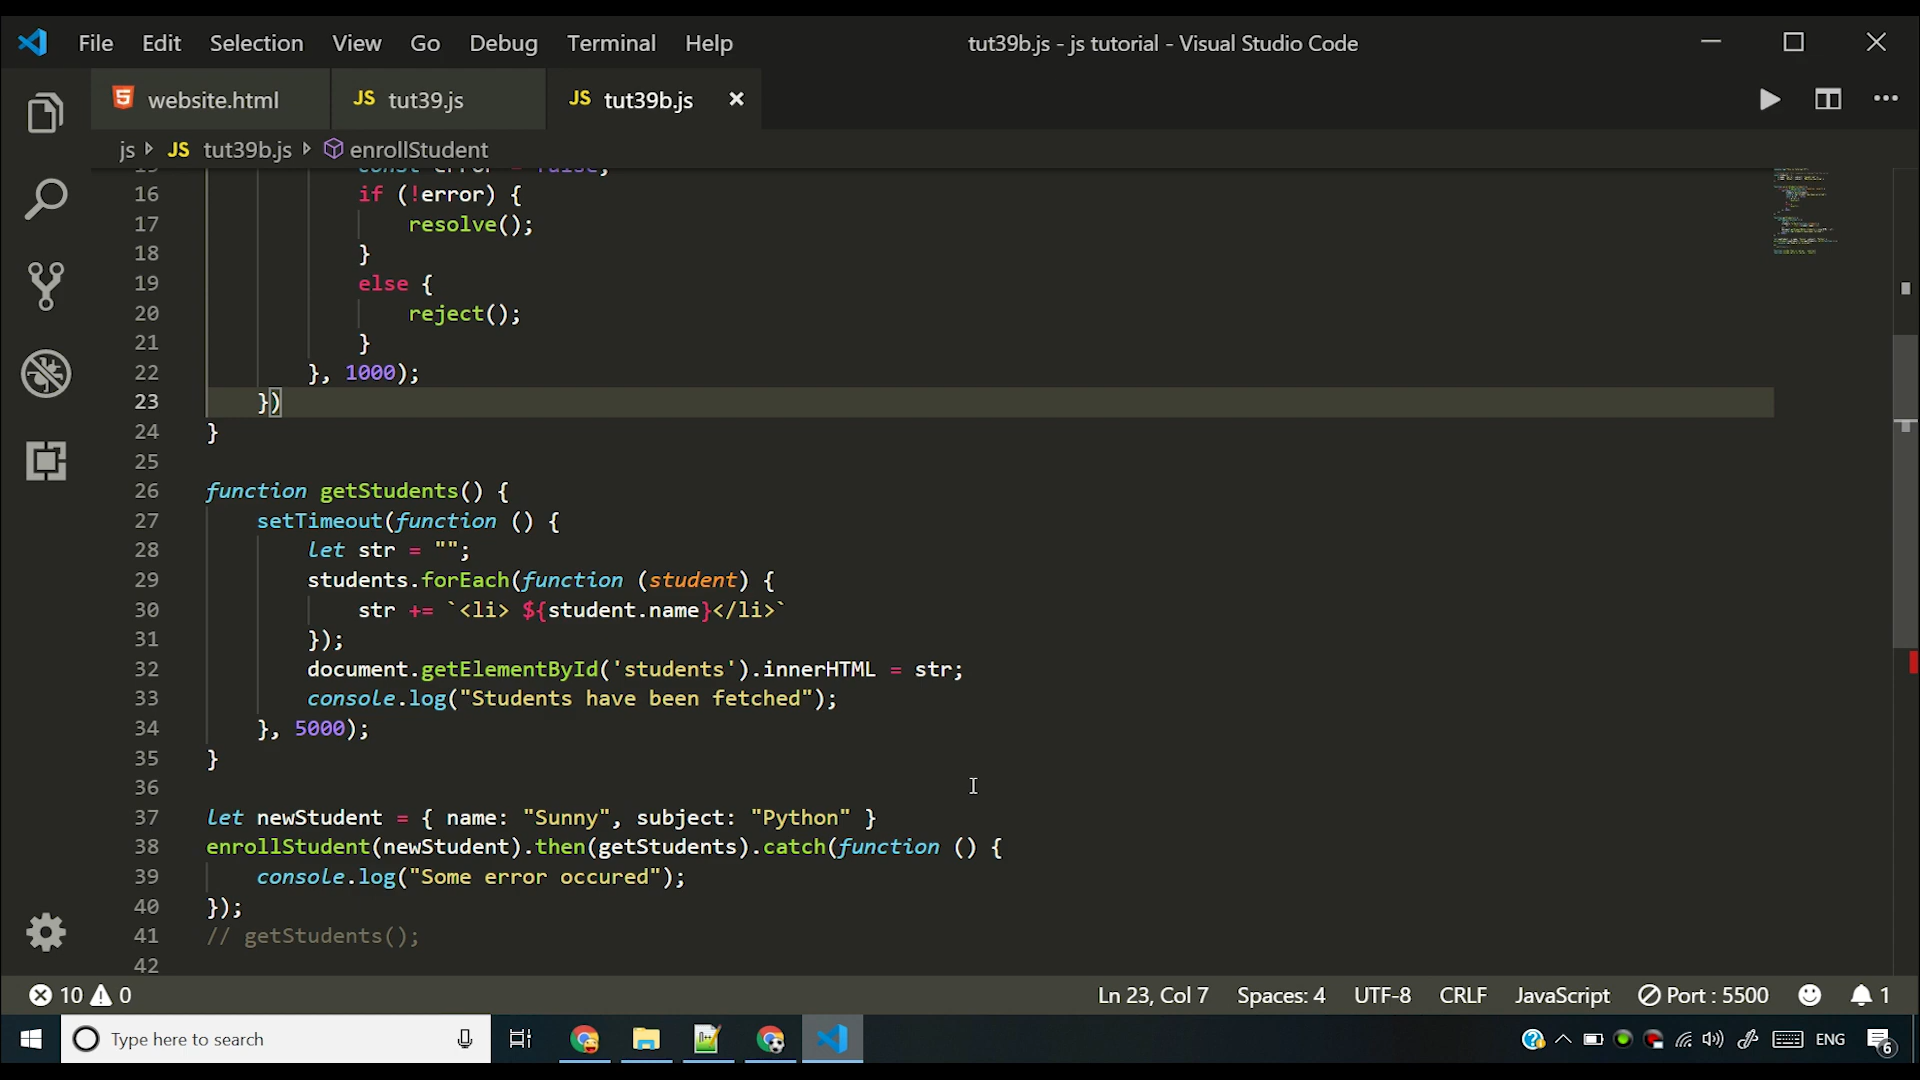 File Edit Selection View Go Debug Terminal Help tut39b.js - js tutorial - Visual Studio Code
website.html JS tut39.js JS tut39b.js
js JS tut39b.js enrollStudent
15 const error = false;
16 if (!error) {
17 resolve();
18 }
19 else {
20 reject();
21 }
22 }, 1000);
23 })
24 }
25
26 function getStudents() {
27 setTimeout(function () {
28 let str = "";
29 students.forEach(function (student) {
30 str += `<li> ${student.name}</li>`
31 });
32 document.getElementById('students').innerHTML = str;
33 console.log("Students have been fetched");
34 }, 5000);
35 }
36
37 let newStudent = { name: "Sunny", subject: "Python" }
38 enrollStudent(newStudent).then(getStudents).catch(function () {
39 console.log("Some error occured");
40 });
41 // getStudents();
42
10 0 Ln 23, Col 7 Spaces: 4 UTF-8 CRLF JavaScript Port : 5500 1
Type here to search ENG 6